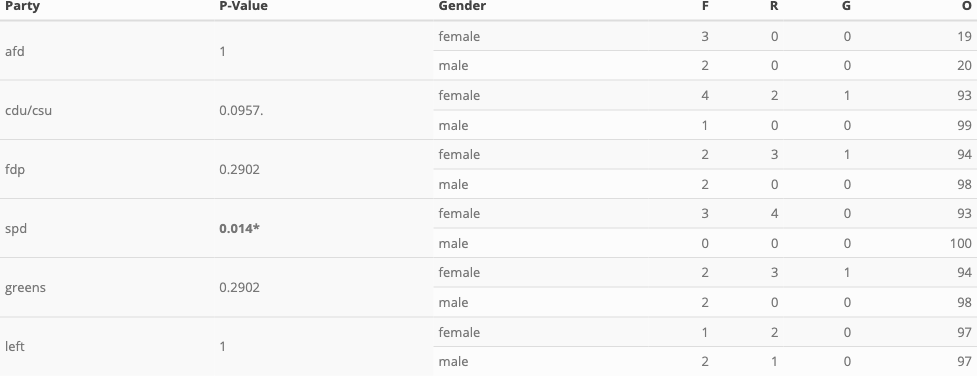 Party P-Value Gender F R G O
female 3 0 0 19
afd 1
male 2 0 0 20
female 4 2 1 93
cdu/csu 0.0957.
male 1 0 0 99
female 2 3 1 94
fdp 0.2902
male 2 0 0 98
female 3 4 0 93
spd 0.014*
male 0 0 0 100
female 2 3 1 94
greens 0.2902
male 2 0 0 98
female 1 2 0 97
left 1
male 2 1 0 97